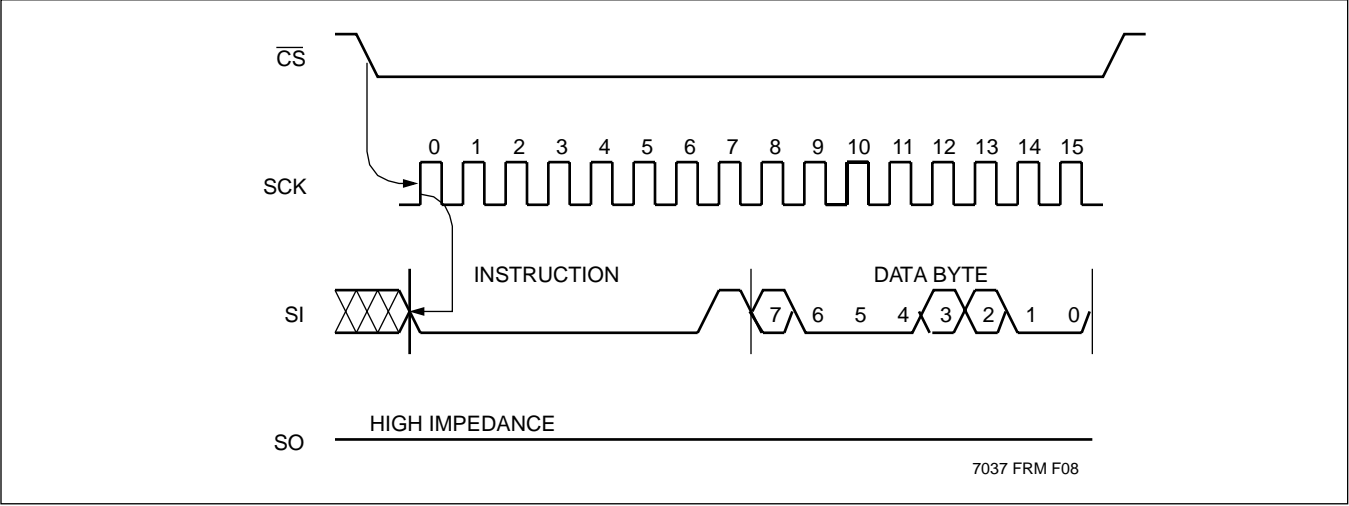 C̅S̅
0 1 2 3 4 5 6 7 8 9 10 11 12 13 14 15
SCK
INSTRUCTION DATA BYTE
SI 7 6 5 4 3 2 1 0
HIGH IMPEDANCE
SO
7037 FRM F08